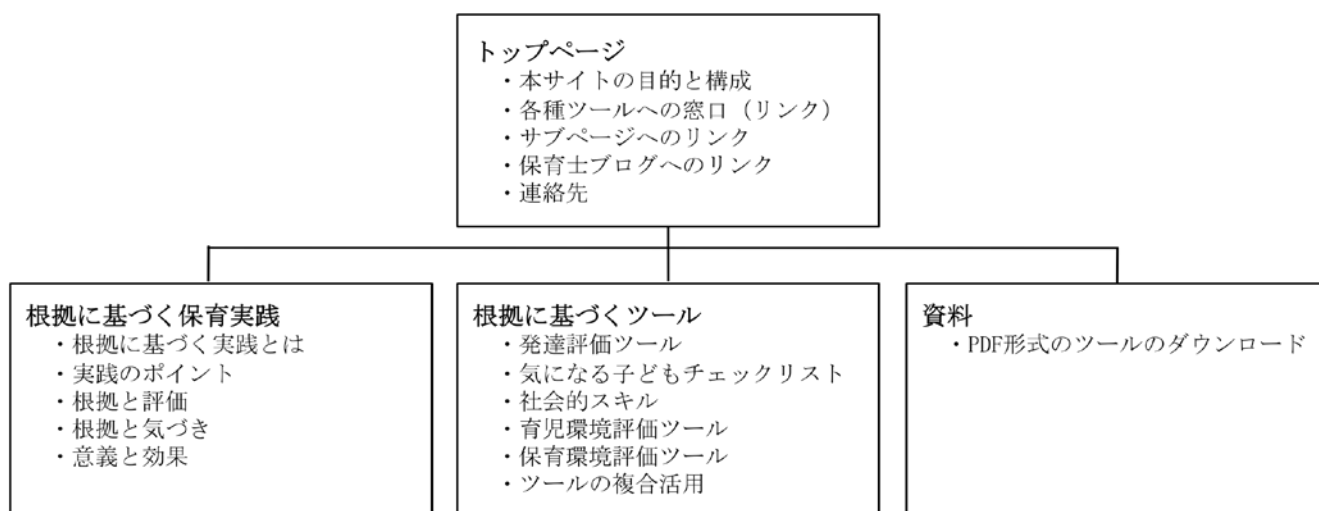 トップページ
・本サイトの目的と構成
・各種ツールへの窓口（リンク）
・サブページへのリンク
・保育士ブログへのリンク
・連絡先
根拠に基づく保育実践
・根拠に基づく実践とは
・実践のポイント
・根拠と評価
・根拠と気づき
・意義と効果
根拠に基づくツール
・発達評価ツール
・気になる子どもチェックリスト
・社会的スキル
・育児環境評価ツール
・保育環境評価ツール
・ツールの複合活用
資料
・PDF形式のツールのダウンロード